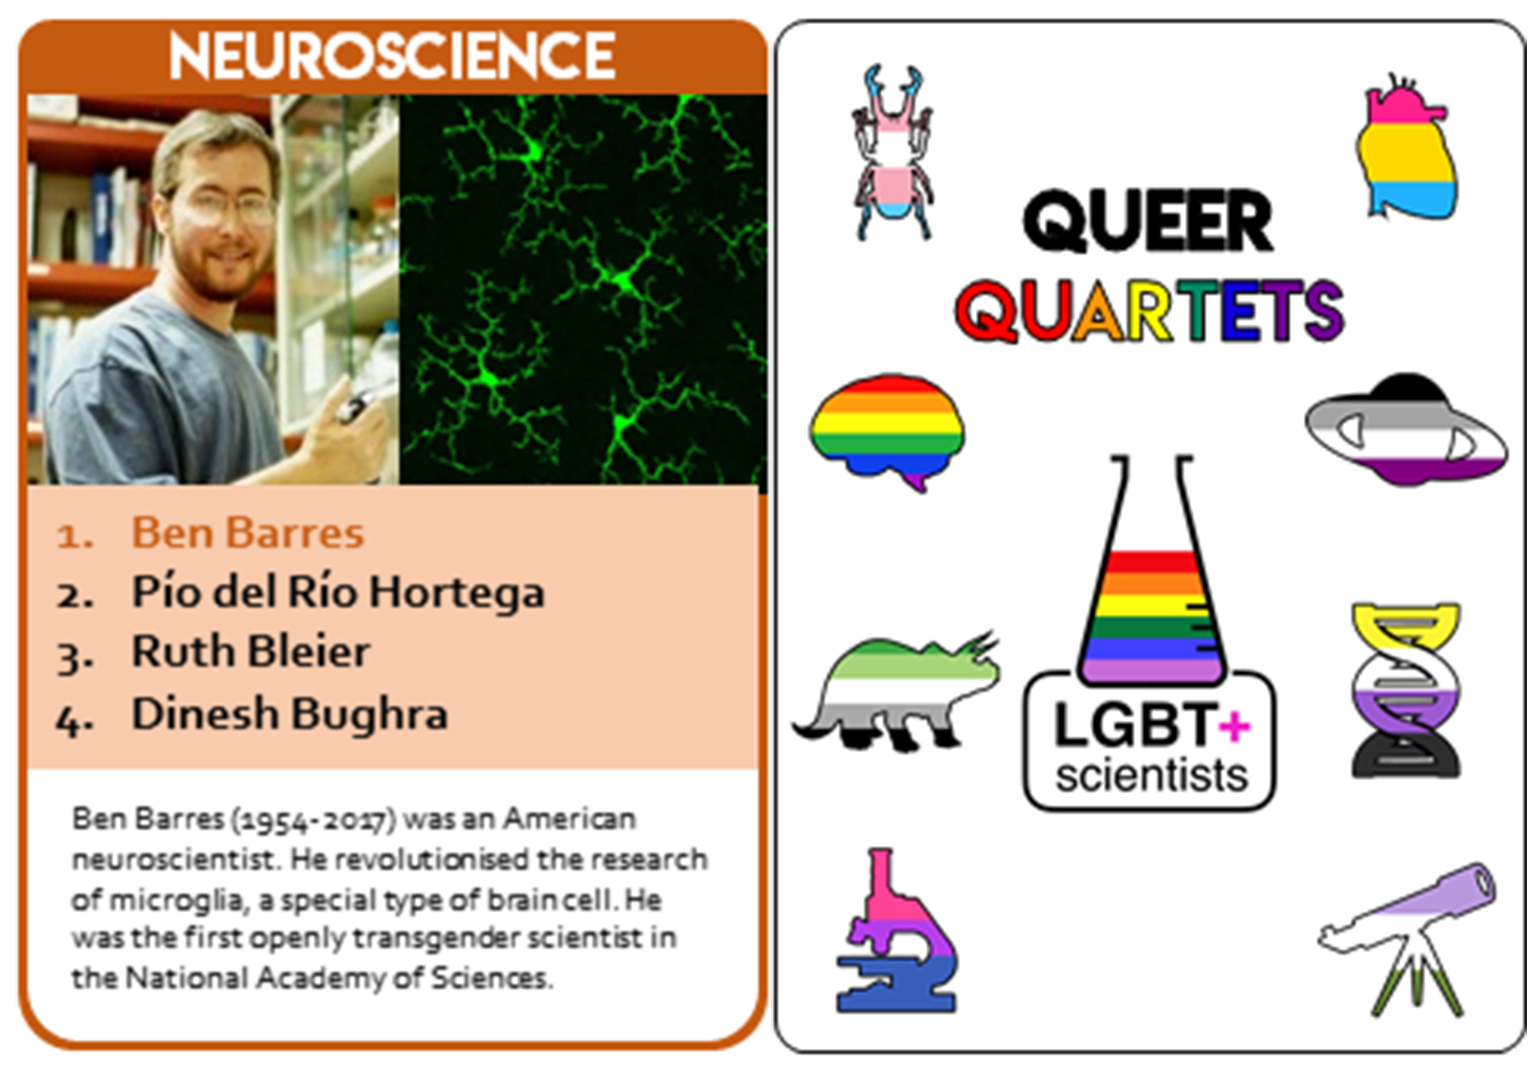 NEUROSCIENCE
1. Ben Barres
2. Pío del Río Hortega
3. Ruth Bleier
4. Dinesh Bughra
Ben Barres (1954-2017) was an American
neuroscientist. He revolutionised the research
of microglia, a special type of brain cell. He
was the first openly transgender scientist in
the National Academy of Sciences.
QUEER
QUARTETS
LGBT+
scientists